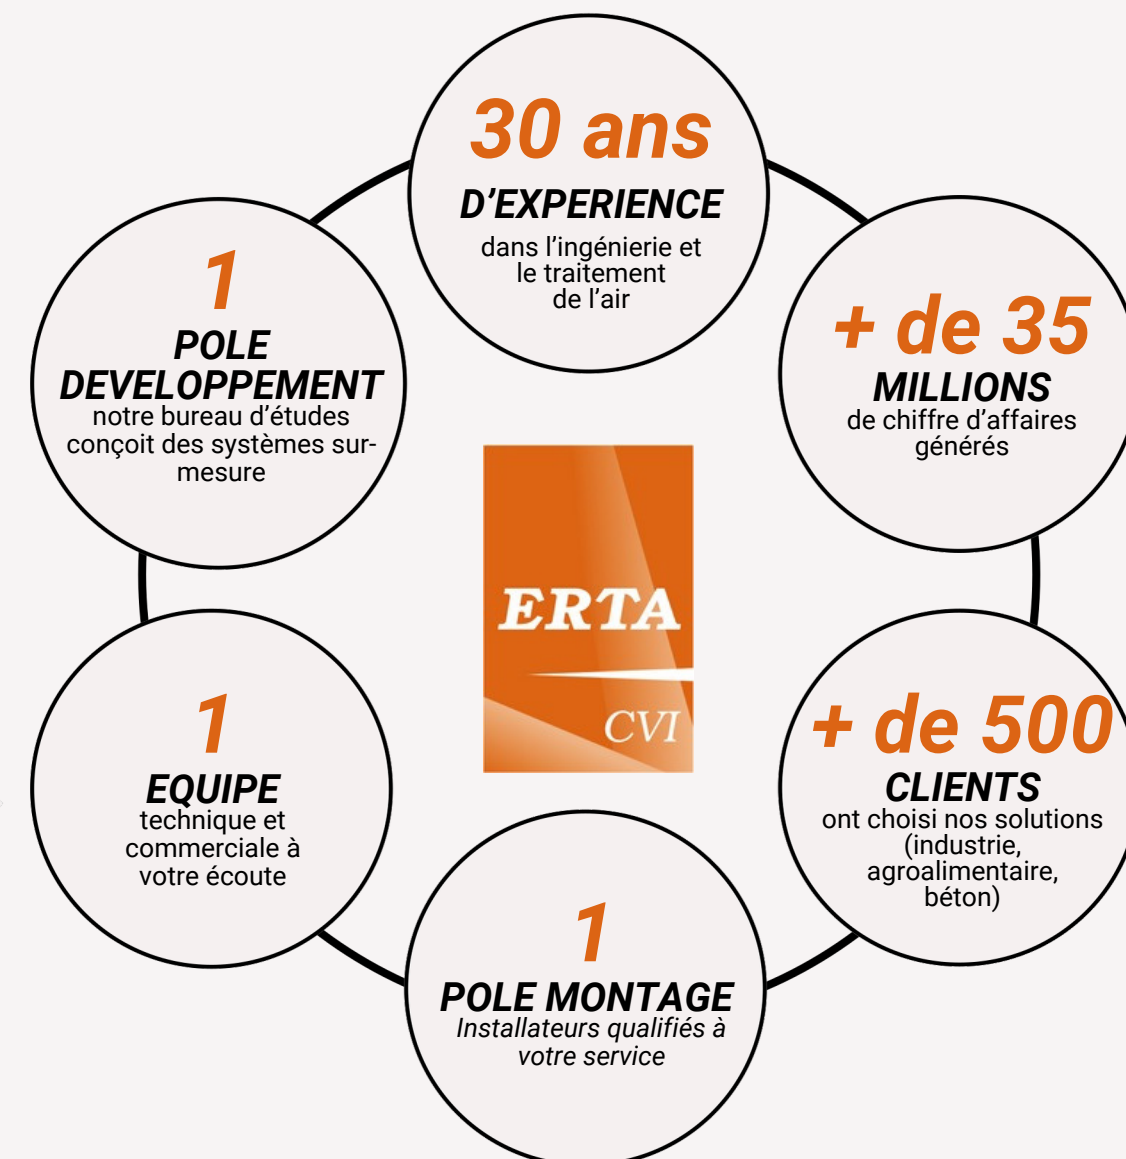 30 ans
D'EXPERIENCE
dans l'ingénierie et
le traitement
de l'air
+ de 35
MILLIONS
de chiffre d'affaires
générés
+ de 500
CLIENTS
ont choisi nos solutions
(industrie,
agroalimentaire,
béton)
1
POLE MONTAGE
Installateurs qualifiés à
votre service
1
EQUIPE
technique et
commerciale à
votre écoute
1
POLE
DEVELOPPEMENT
notre bureau d'études
conçoit des systèmes sur-
mesure
ERTA
CVI